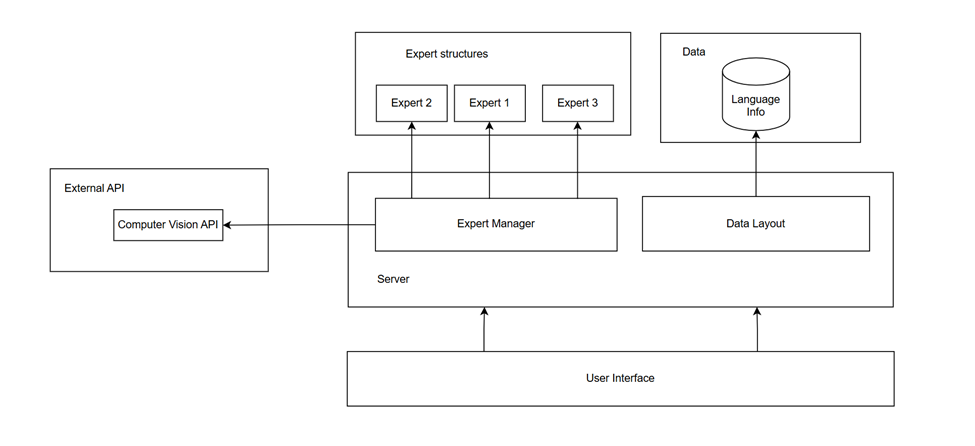 Expert structures
Expert 2
Expert 1
Expert 3
Data
Language
Info
External API
Computer Vision API
Expert Manager
Data Layout
Server
User Interface